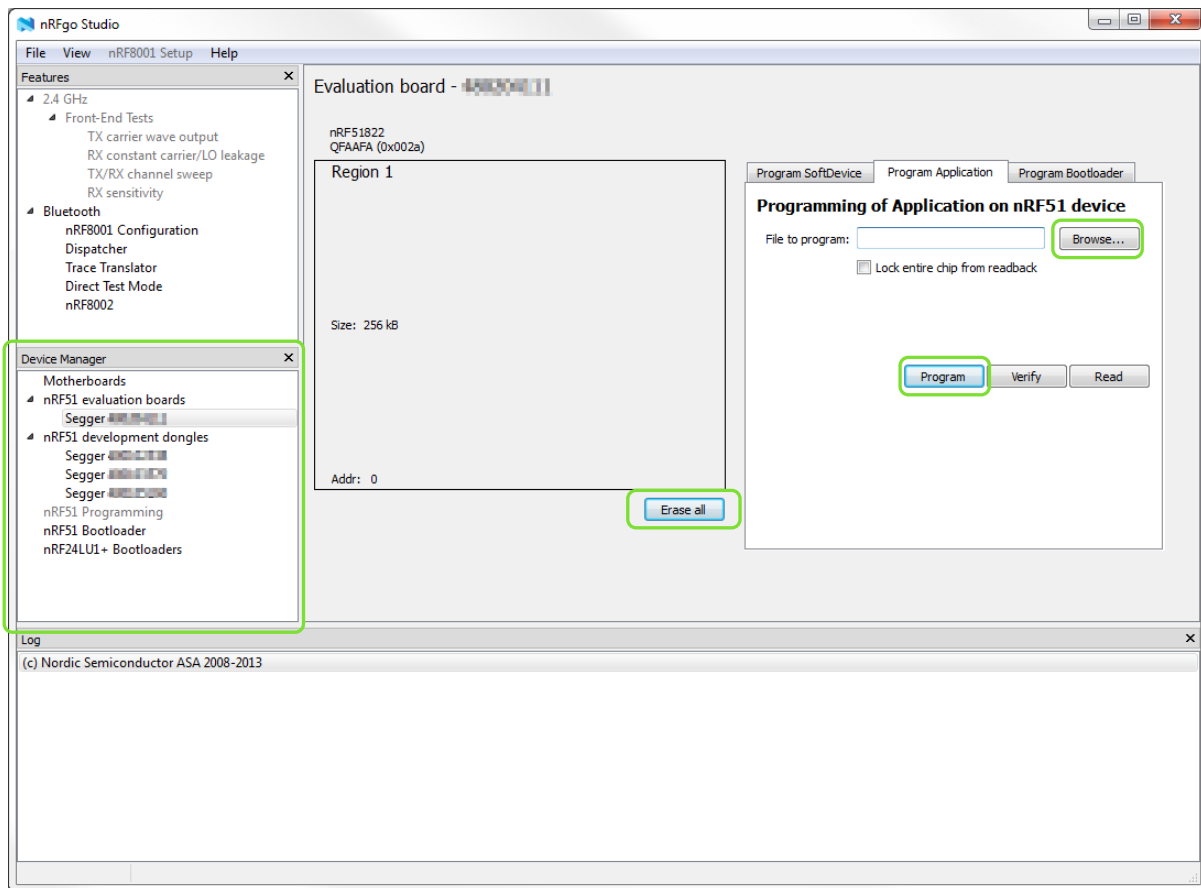 nRFgo Studio
File View nRF8001 Setup Help
Features
2.4 GHz
Front-End Tests
TX carrier wave output
RX constant carrier/LO leakage
TX/RX channel sweep
RX sensitivity
Bluetooth
nRF8001 Configuration
Dispatcher
Trace Translator
Direct Test Mode
nRF8002
Device Manager
Motherboards
nRF51 evaluation boards
Segger
nRF51 development dongles
Segger
Segger
Segger
nRF51 Programming
nRF51 Bootloader
nRF24LU1+ Bootloaders
Evaluation board -
nRF51822
QFAAFA (0x002a)
Region 1
Size: 256 kB
Addr: 0
Erase all
Program SoftDevice Program Application Program Bootloader
Programming of Application on nRF51 device
File to program: Browse...
Lock entire chip from readback
Program Verify Read
Log
(c) Nordic Semiconductor ASA 2008-2013